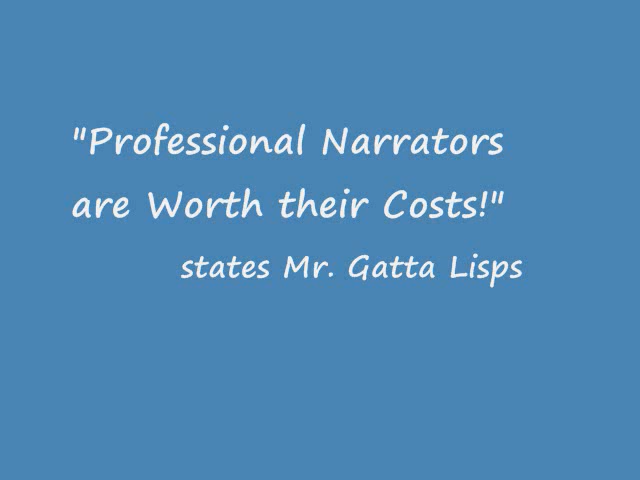 "Professional Narrators
are Worth their Costs!"
states Mr. Gatta Lisps